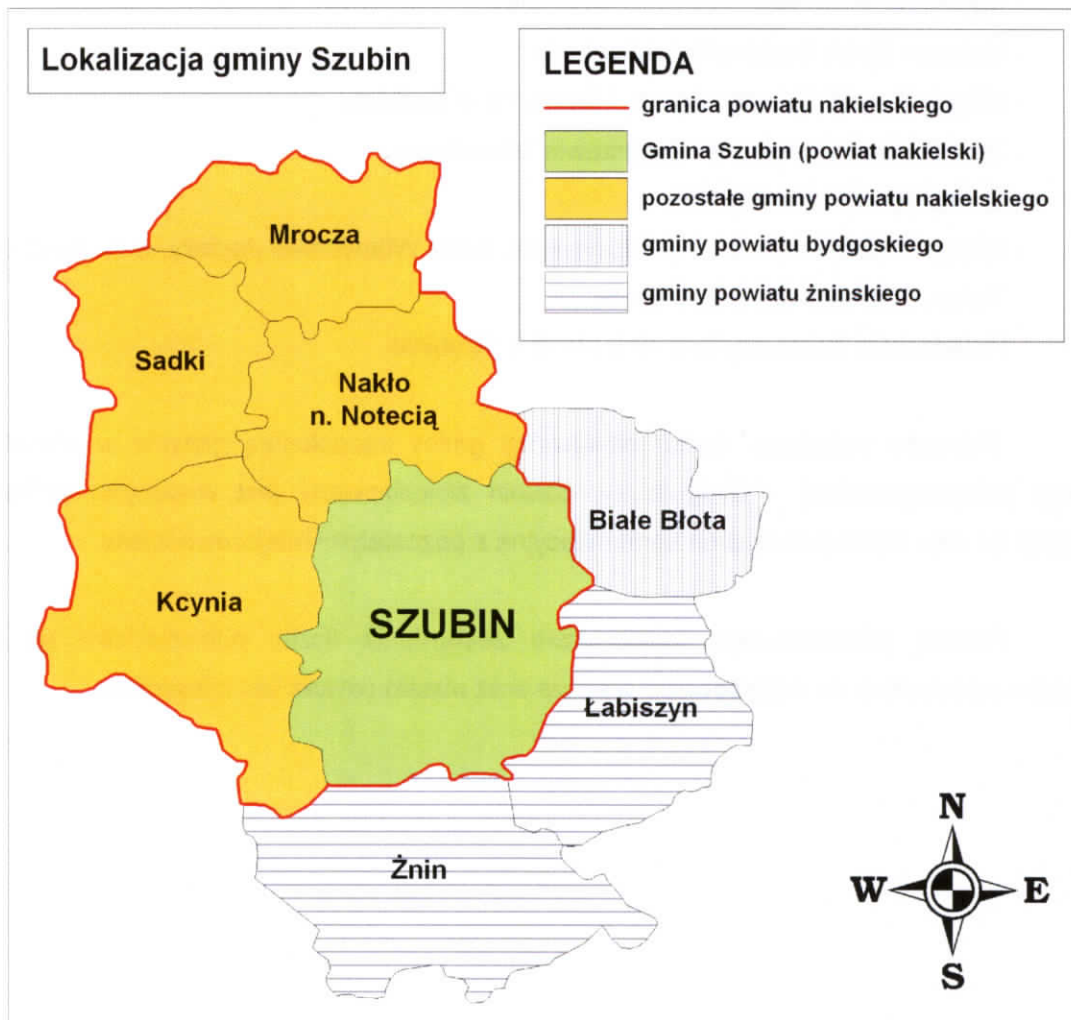 Lokalizacja gminy Szubin
LEGENDA
granica powiatu nakielskiego
Gmina Szubin (powiat nakielski)
pozostałe gminy powiatu nakielskiego
gminy powiatu bydgoskiego
gminy powiatu żninskiego
Mrocza
Sadki
Nakło
n. Notecią
Białe Błota
Kcynia
SZUBIN
Łabiszyn
Żnin
N
W
E
S